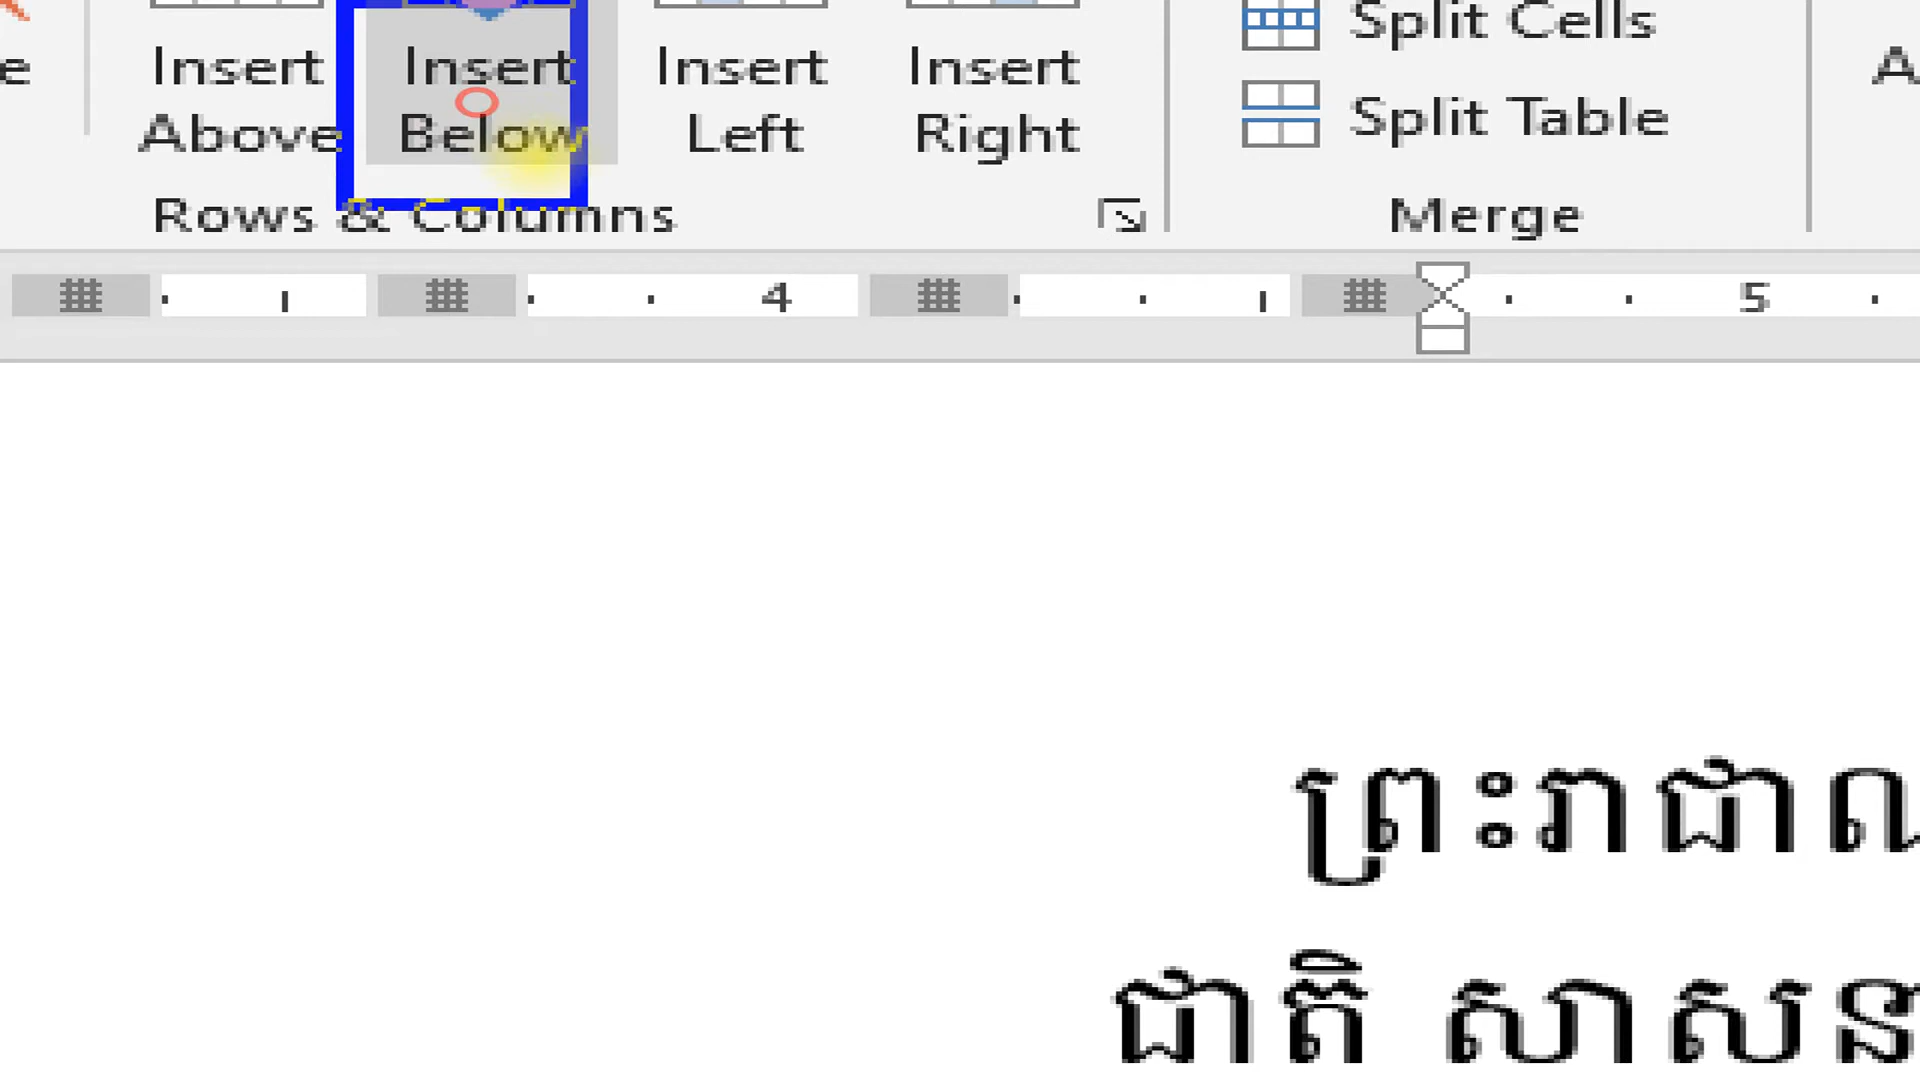 Insert Above
Insert Below
Insert Left
Insert Right
Split Cells
Split Table
Rows & Columns
Merge
4
5
ព្រះរាជាណ
ជាតិ សាសនា